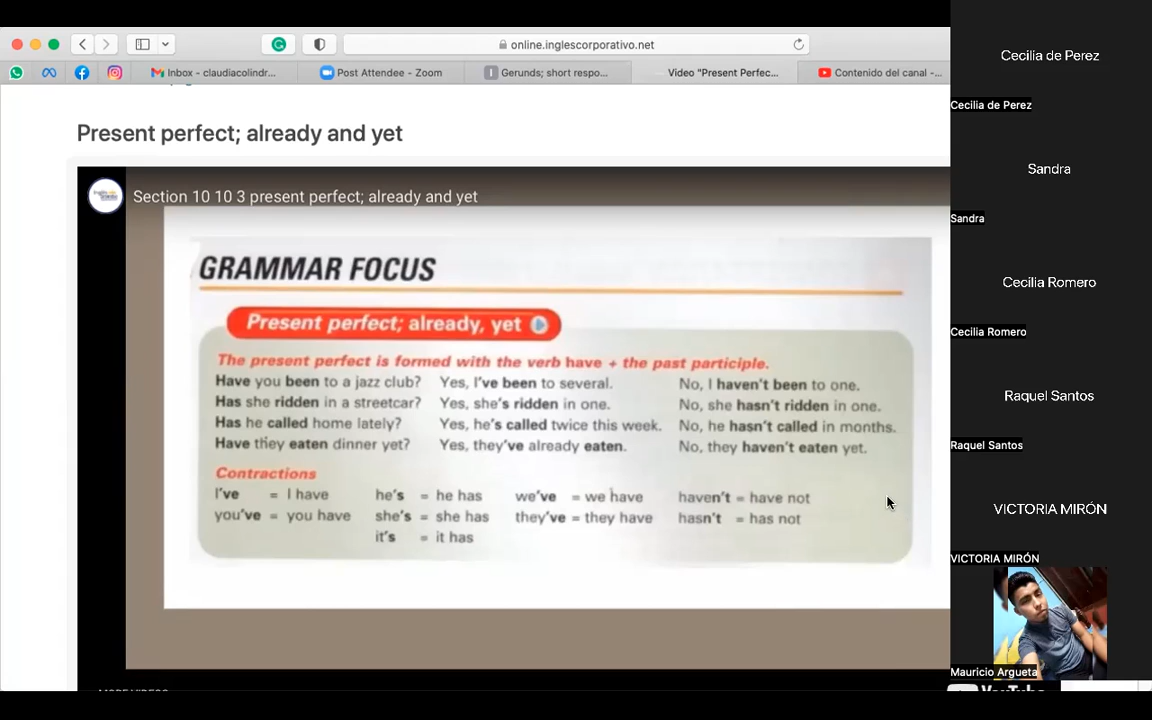 online.inglescorporativo.net
Inbox - claudiacolindr...
Post Attendee - Zoom
Gerunds; short respo...
Video "Present Perfec...
Contenido del canal -...
Present perfect; already and yet
Section 10 10 3 present perfect; already and yet
GRAMMAR FOCUS
Present perfect; already, yet
The present perfect is formed with the verb have + the past participle.
Have you been to a jazz club? Yes, I've been to several. No, I haven't been to one.
Has she ridden in a streetcar? Yes, she's ridden in one. No, she hasn't ridden in one.
Has he called home lately? Yes, he's called twice this week. No, he hasn't called in months.
Have they eaten dinner yet? Yes, they've already eaten. No, they haven't eaten yet.
Contractions
I've = I have he's = he has we've = we have haven't = have not
you've = you have she's = she has they've = they have hasn't = has not
it's = it has
Cecilia de Perez
Cecilia de Perez
Sandra
Sandra
Cecilia Romero
Cecilia Romero
Raquel Santos
Raquel Santos
VICTORIA MIRÓN
VICTORIA MIRÓN
Mauricio Argueta
YouTube